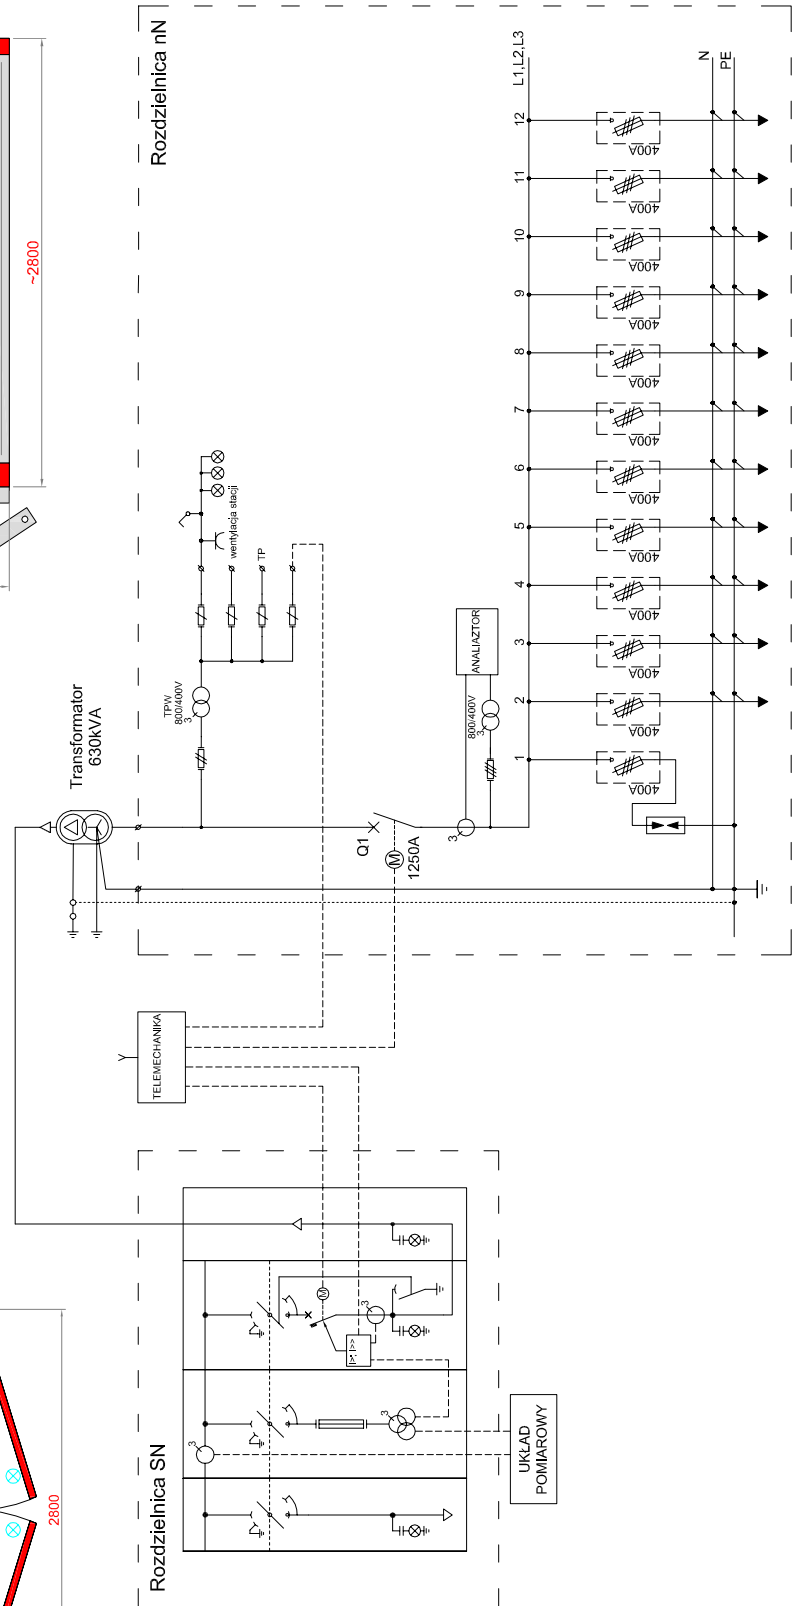 ~2800
2800
Rozdzielnica nN
L1,L2,L3
N
PE
12
400A
11
400A
10
400A
9
400A
8
400A
7
400A
6
400A
5
400A
4
400A
3
400A
2
400A
1
400A
wentylacja stacji
TP
TPW
800/400V
3
ANALIAZTOR
800/400V
3
3
Q1
M
1250A
Transformator
630kVA
TELEMECHANIKA
Rozdzielnica SN
M
3
I>; I>>
3
3
UKŁAD
POMIAROWY